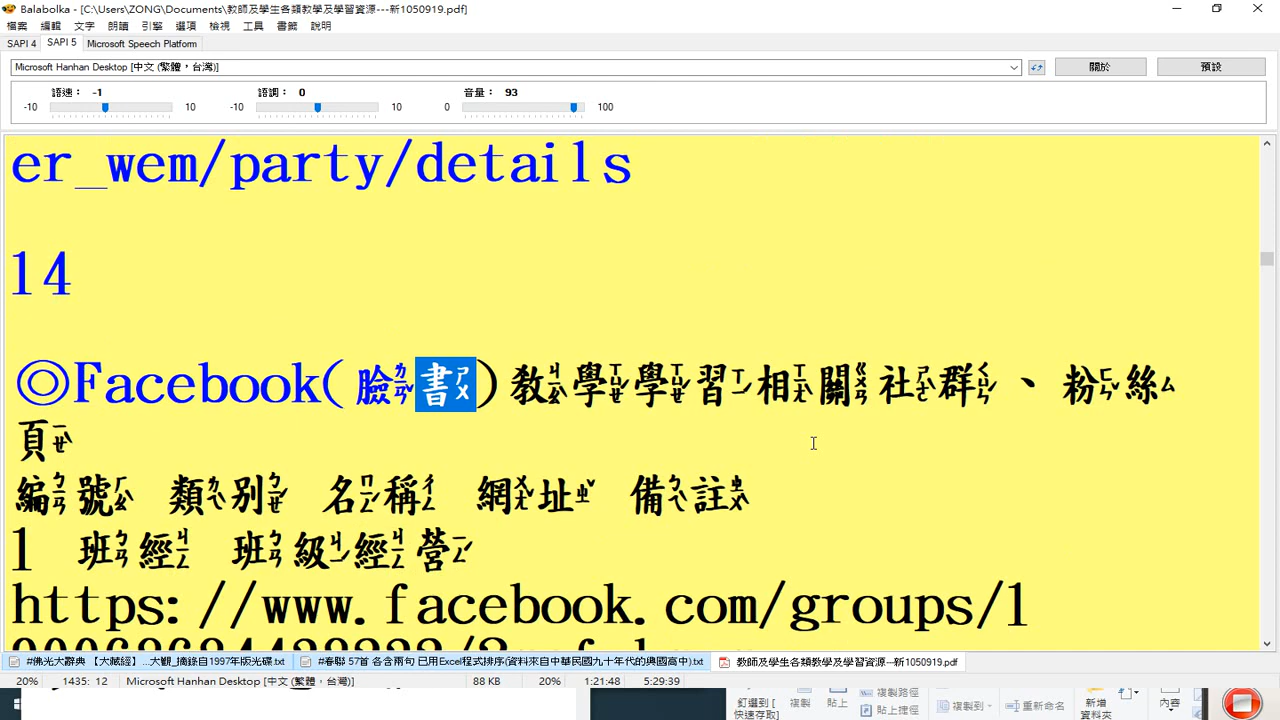 Balabolka - [C:\Users\ZONG\Documents\教師及學生各類教學及學習資源---新1050919.pdf]
檔案 編輯 文字 朗讀 引擎 選項 檢視 工具 書籤 說明
SAPI 4 SAPI 5 Microsoft Speech Platform
Microsoft Hanhan Desktop [中文 (繁體，台灣)] 關於 預設
語速： -1 語調： 0 音量： 93
-10 10 -10 10 0 100
er_wem/party/details
14
◎Facebook(臉書)教學學習相關社群、粉絲
頁
編號 類別 名稱 網址 備註
1 班經 班級經營
https://www.facebook.com/groups/1
#佛光大辭典 【大藏經】 ...大觀_摘錄自1997年版光碟.txt #春聯 57首 各含兩句 已用Excel程式排序(資料來自中華民國九十年代的興國高中).txt 教師及學生各類教學及學習資源---新1050919.pdf
20% 1435: 12 Microsoft Hanhan Desktop [中文 (繁體，台灣)] 88 KB 20% 1:21:48 5:29:39
釘選到 [ 複製 貼上 複製路徑 貼上捷徑 複製到 重新命名 新增 內容
快速存取] 資料夾